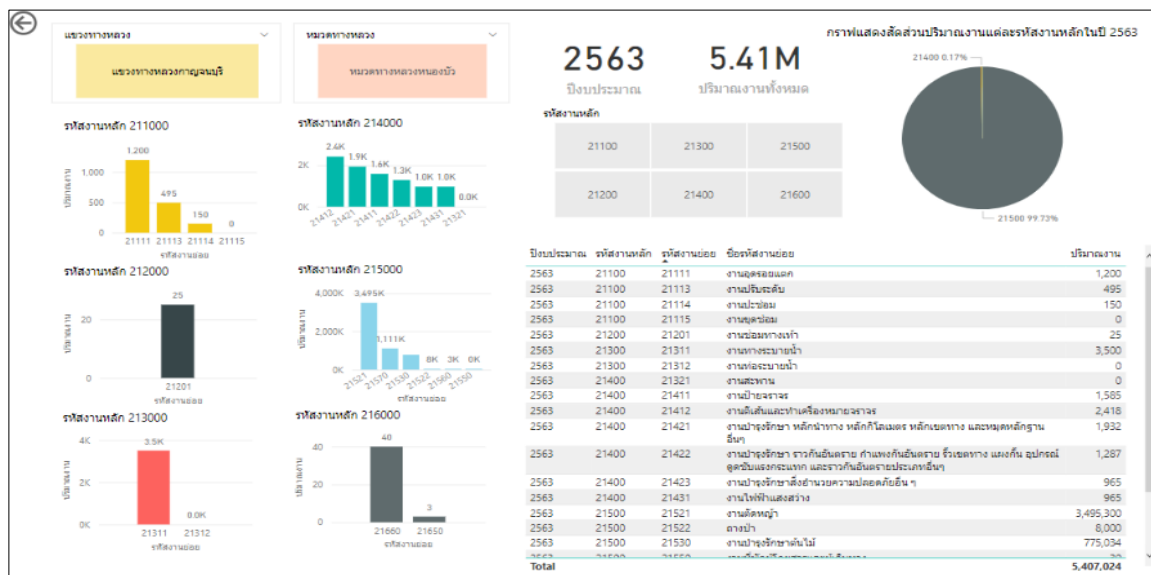 แขวงทางหลวง
แขวงทางหลวงกาญจนบุรี
หมวดทางหลวง
หมวดทางหลวงหนองบัว
2563
ปีงบประมาณ
5.41M
ปริมาณงานทั้งหมด
กราฟแสดงสัดส่วนปริมาณงานแต่ละรหัสงานหลักในปี 2563
21400 0.17%
21500 99.73%
รหัสงานหลัก
21100 21300 21500
21200 21400 21600
รหัสงานหลัก 211000
ปริมาณงาน
1,000
500
0
1,200
495
150
0
21111 21113 21114 21115
รหัสงานย่อย
รหัสงานหลัก 214000
2K
0K
2.4K
1.9K
1.6K
1.3K
1.0K
1.0K
0.0K
21412 21421 21411 21422 21423 21431 21321
รหัสงานหลัก 212000
ปริมาณงาน
20
0
25
21201
รหัสงานย่อย
รหัสงานหลัก 215000
ปริมาณงาน
4,000K
2,000K
0K
3,495K
1,111K
8K
3K
0K
21521 21570 21530 21522 21560 21550
รหัสงานย่อย
รหัสงานหลัก 213000
ปริมาณงาน
4K
2K
0K
3.5K
0.0K
21311 21312
รหัสงานย่อย
รหัสงานหลัก 216000
ปริมาณงาน
40
20
0
40
3
21660 21650
รหัสงานย่อย
ปีงบประมาณ รหัสงานหลัก รหัสงานย่อย ชื่อรหัสงานย่อย ปริมาณงาน
2563 21100 21111 งานอุดรอยแตก 1,200
2563 21100 21113 งานปรับระดับ 495
2563 21100 21114 งานปะซ่อม 150
2563 21100 21115 งานขุดซ่อม 0
2563 21200 21201 งานซ่อมทางเท้า 25
2563 21300 21311 งานทางระบายน้ำ 3,500
2563 21300 21312 งานท่อระบายน้ำ 0
2563 21400 21321 งานสะพาน 0
2563 21400 21411 งานป้ายจราจร 1,585
2563 21400 21412 งานตีเส้นและทำเครื่องหมายจราจร 2,418
2563 21400 21421 งานบำรุงรักษา หลักนำทาง หลักกิโลเมตร หลักเขตทาง และหมุดหลักฐาน 1,932
อื่นๆ
2563 21400 21422 งานบำรุงรักษา ราวกันอันตราย กำแพงกันอันตราย รั้วเขตทาง แผงกั้น อุปกรณ์ 1,287
ดูดซับแรงกระแทก และราวกันอันตรายประเภทอื่นๆ
2563 21400 21423 งานบำรุงรักษาสิ่งอำนวยความปลอดภัยอื่น ๆ 965
2563 21400 21431 งานไฟฟ้าแสงสว่าง 965
2563 21500 21521 งานตัดหญ้า 3,495,300
2563 21500 21522 ถางป่า 8,000
2563 21500 21530 งานบำรุงรักษาต้นไม้ 775,034
Total 5,407,024